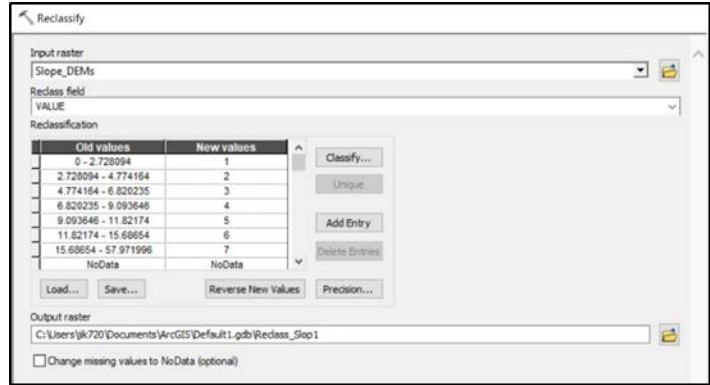 Reclassify
Input raster
Slope_DEMs
Reclass field
VALUE
Reclassification
Old values New values
0 - 2.728094 1
2.728094 - 4.774164 2
4.774164 - 6.820235 3
6.820235 - 9.093646 4
9.093646 - 11.82174 5
11.82174 - 15.68654 6
15.68654 - 57.971996 7
NoData NoData
Classify...
Unique
Add Entry
Delete Entries
Load... Save... Reverse New Values Precision...
Output raster
C:\Users\jik720\Documents\ArcGIS\Default1.gdb\Reclass_Slop1
Change missing values to NoData (optional)